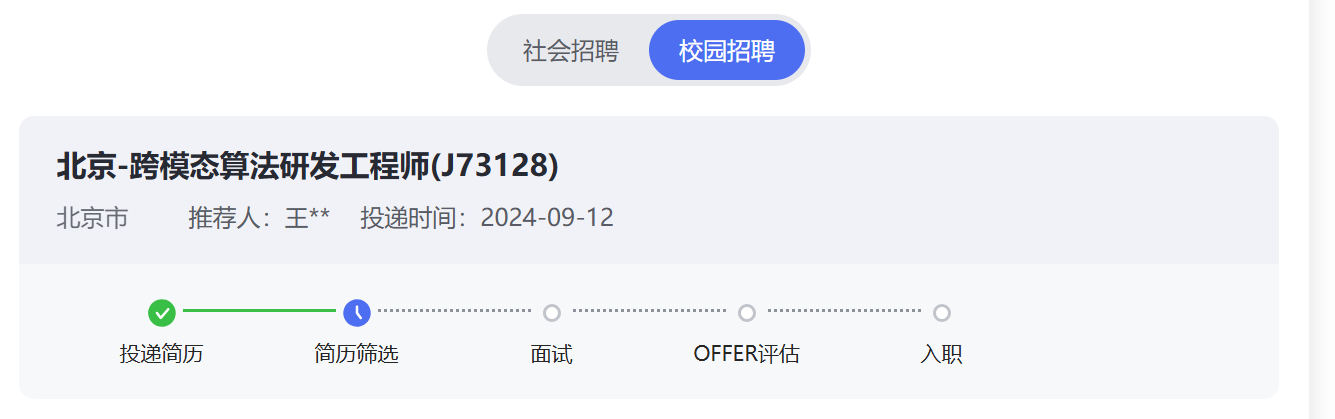 社会招聘 校园招聘
北京-跨模态算法研发工程师(J73128)
北京市 推荐人：王** 投递时间：2024-09-12
投递简历 简历筛选 面试 OFFER评估 入职